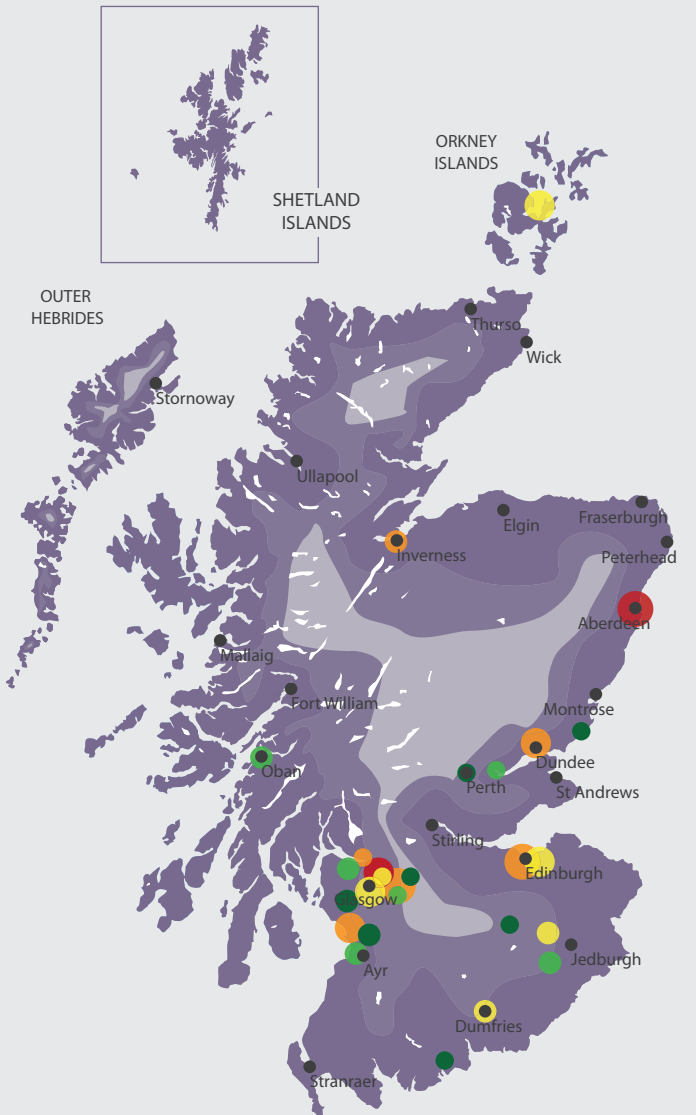 ORKNEY
ISLANDS
SHETLAND
ISLANDS
OUTER
HEBRIDES
Thurso
Wick
Stornoway
Ullapool
Elgin
Fraserburgh
Inverness
Peterhead
Aberdeen
Mallaig
Fort William
Montrose
Oban
Dundee
Perth
St Andrews
Stirling
Edinburgh
Glasgow
Jedburgh
Ayr
Dumfries
Stranraer